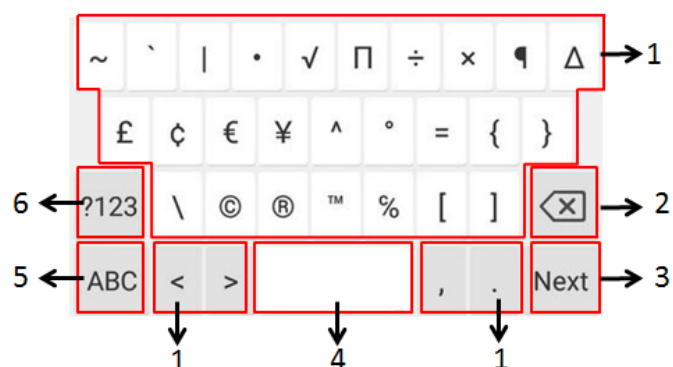 ~ ` | • √ Π ÷ × ¶ Δ 1
£ ¢ € ¥ ^ ° = { }
6 ?123 \ © ® ™ ℅ [ ] 2
5 ABC < > , . Next 3
1 4 1